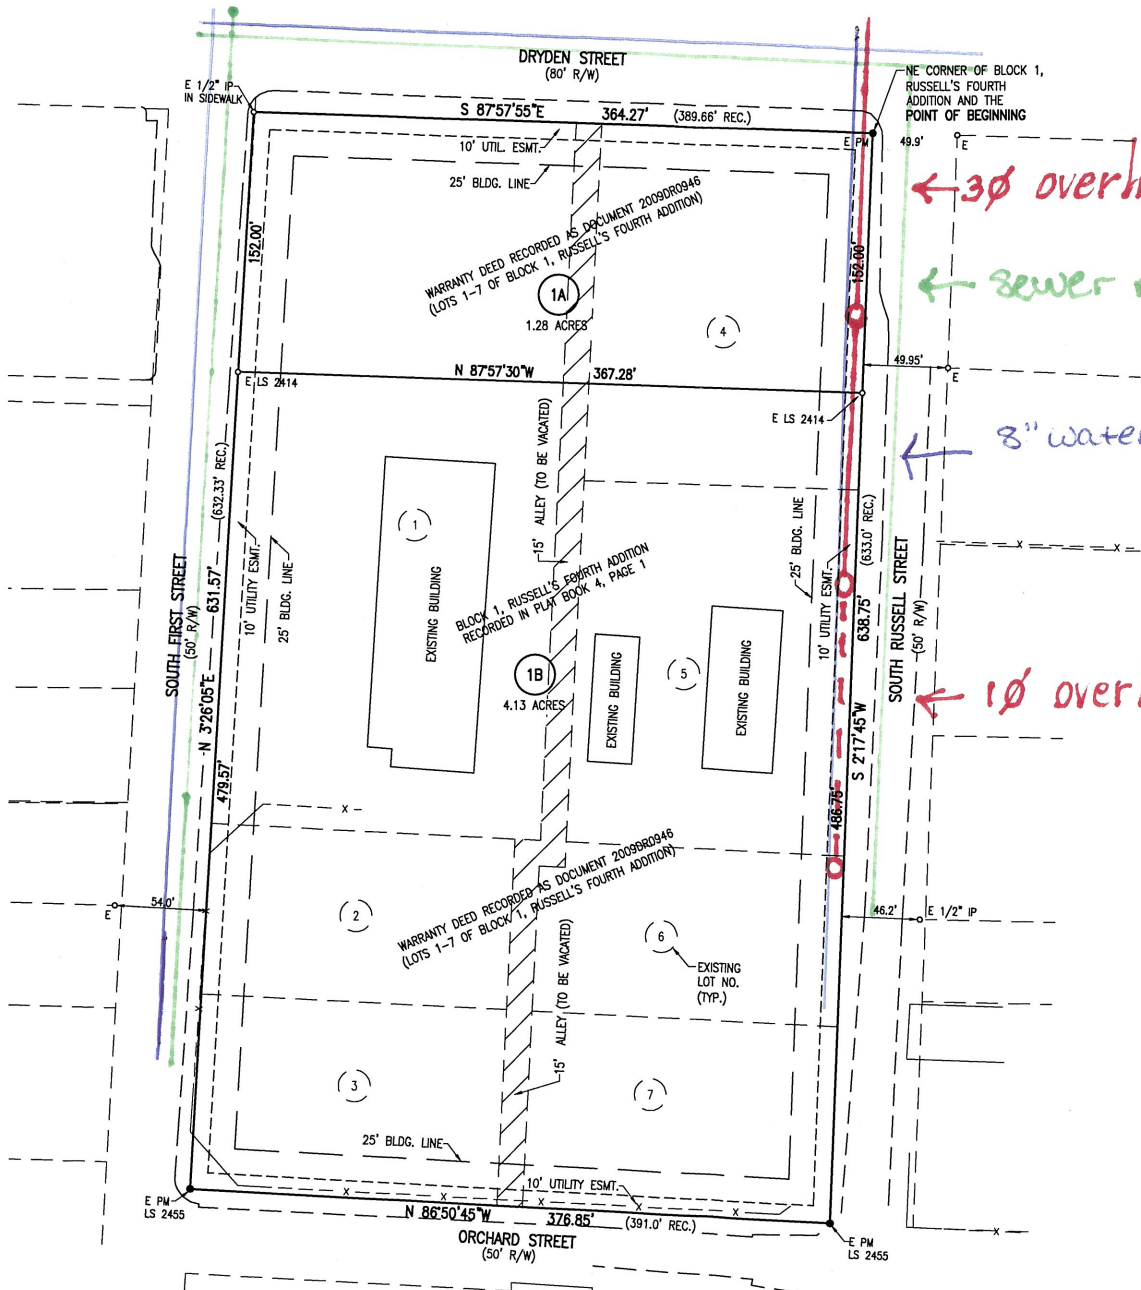 DRYDEN STREET
(80' R/W)
E 1/2" IP
IN SIDEWALK
NE CORNER OF BLOCK 1,
RUSSELL'S FOURTH
ADDITION AND THE
POINT OF BEGINNING
S 87°57'55"E 364.27' (389.66' REC.)
10' UTIL. ESMT.
E PM
49.9'
E
25' BLDG. LINE
← 3Ø
WARRANTY DEED RECORDED AS DOCUMENT 2009DR0946
(LOTS 1-7 OF BLOCK 1, RUSSELL'S FOURTH ADDITION)
152.00'
152.00'
← sewer
1A
1.28 ACRES
4
49.95'
N 87°57'30"W 367.28'
E LS 2414
E
E LS 2414
← 8"
ALLEY (TO BE VACATED)
15'
(632.33' REC.)
25' BLDG. LINE
(633.0' REC.)
1
10' UTILITY ESMT.
25' BLDG. LINE
BLOCK 1, RUSSELL'S FOURTH ADDITION
RECORDED IN PLAT BOOK 4, PAGE 1
EXISTING BUILDING
10' UTILITY ESMT.
X X
SOUTH FIRST STREET
(50' R/W)
631.57'
638.75'
SOUTH RUSSELL STREET
(50' R/W)
1B
4.13 ACRES
EXISTING BUILDING
5
EXISTING BUILDING
← 1Ø
N 3°26'05"E
S 2°17'45"W
479.57'
486.75'
X
WARRANTY DEED RECORDED AS DOCUMENT 2009DR0946
(LOTS 1-7 OF BLOCK 1, RUSSELL'S FOURTH ADDITION)
E
54.0'
X
2
46.2'
E 1/2" IP
6
EXISTING
LOT NO.
(TYP.)
15' ALLEY (TO BE VACATED)
X
3
7
25' BLDG. LINE
10' UTILITY ESMT.
X X X X X
E PM
LS 2455
N 86°50'45"W 376.85' (391.0' REC.)
X
ORCHARD STREET
(50' R/W)
E PM
LS 2455